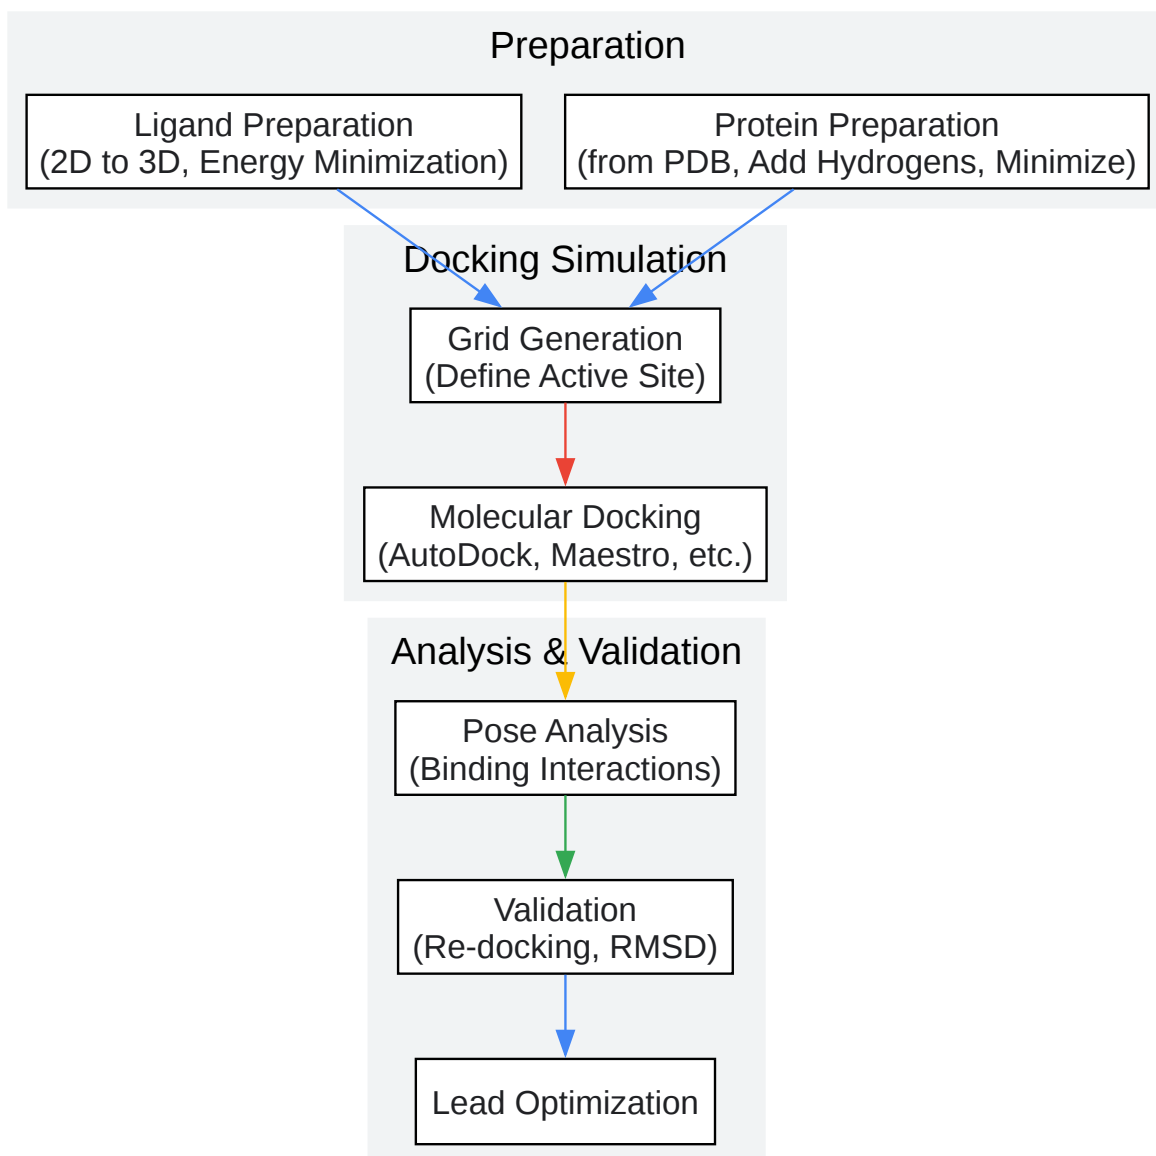 Preparation
Ligand Preparation
(2D to 3D, Energy Minimization)
Protein Preparation
(from PDB, Add Hydrogens, Minimize)
Docking Simulation
Grid Generation
(Define Active Site)
Molecular Docking
(AutoDock, Maestro, etc.)
Analysis & Validation
Pose Analysis
(Binding Interactions)
Validation
(Re-docking, RMSD)
Lead Optimization